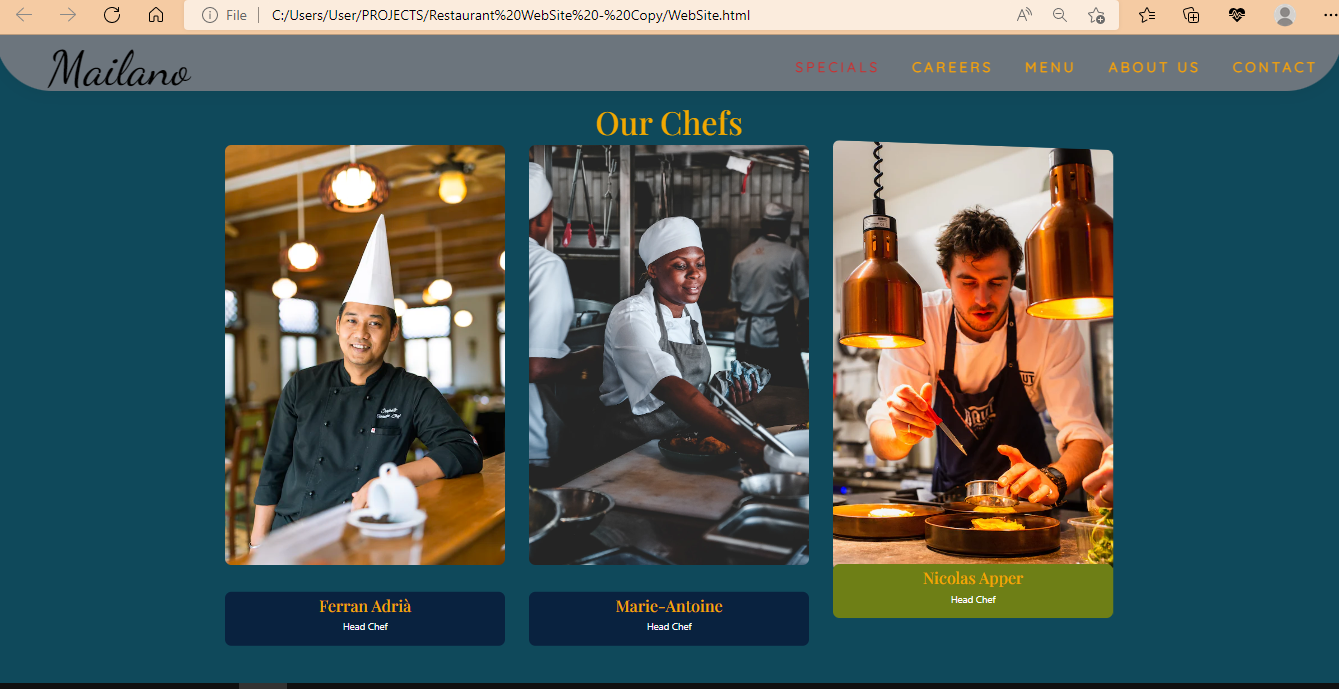 File C:/Users/User/PROJECTS/Restaurant%20WebSite%20-%20Copy/WebSite.html
Mailano SPECIALS CAREERS MENU ABOUT US CONTACT
Our Chefs
Nicolas Apper
Head Chef
Ferran Adrià Marie-Antoine
Head Chef Head Chef